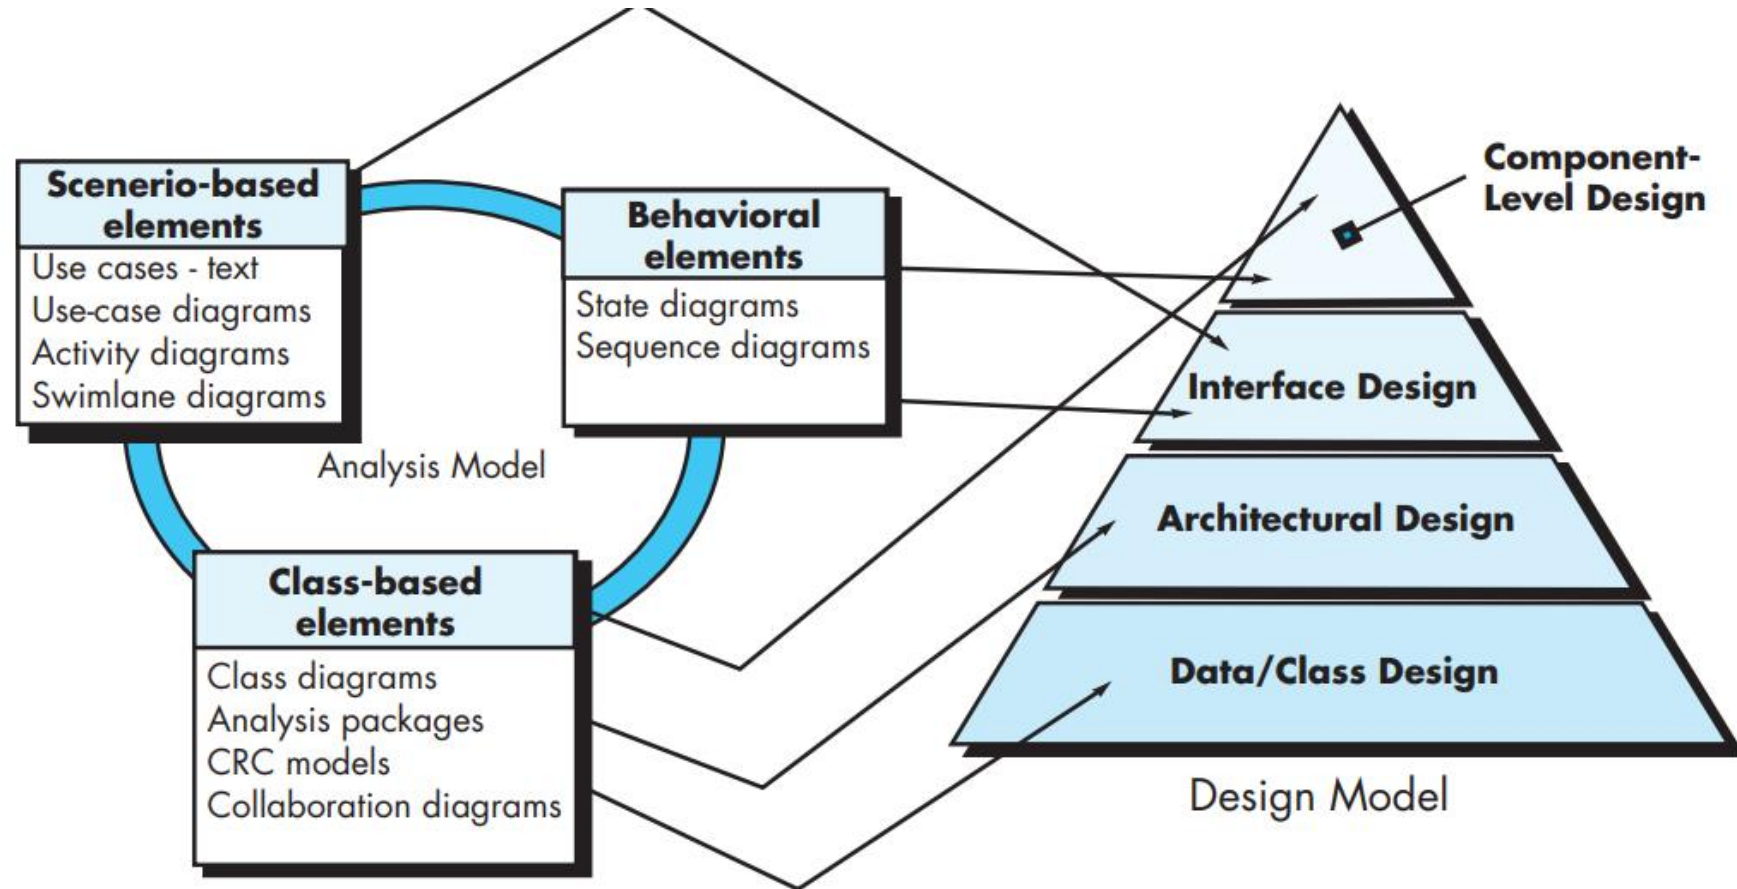 Scenerio-based
elements
Use cases - text
Use-case diagrams
Activity diagrams
Swimlane diagrams
Behavioral
elements
State diagrams
Sequence diagrams
Analysis Model
Class-based
elements
Class diagrams
Analysis packages
CRC models
Collaboration diagrams
Component-
Level Design
Interface Design
Architectural Design
Data/Class Design
Design Model